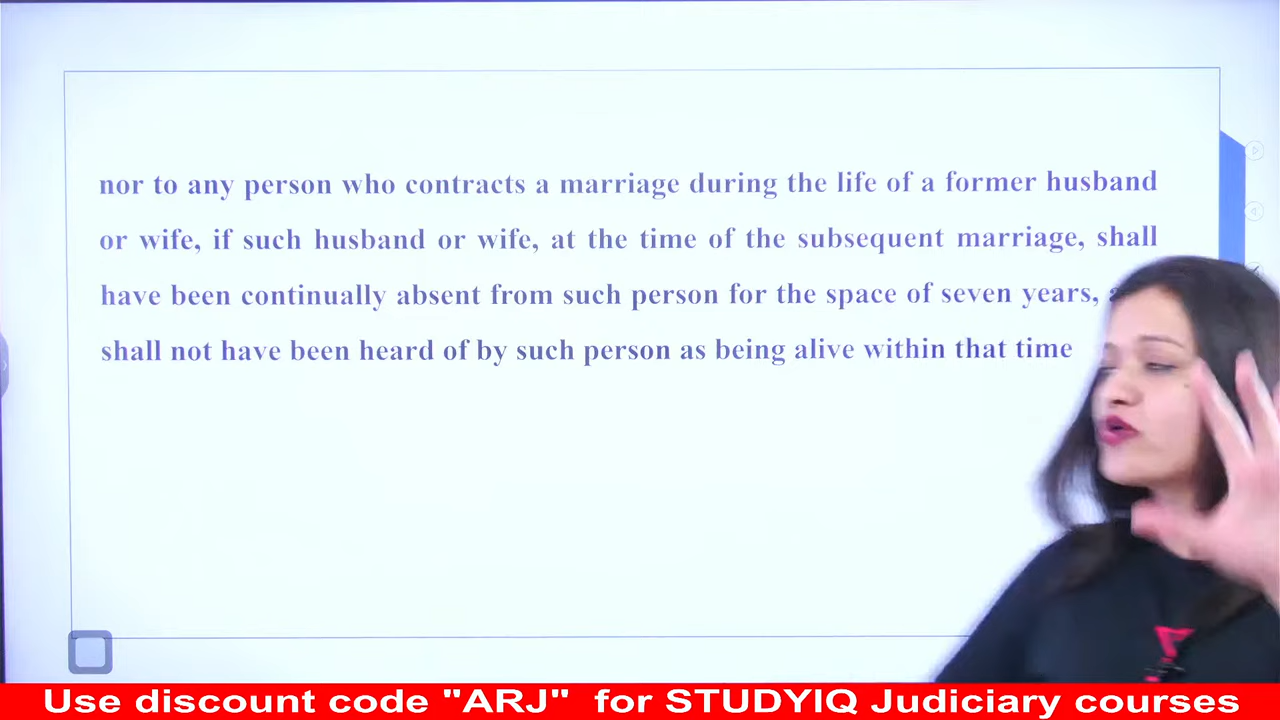 nor to any person who contracts a marriage during the life of a former husband
or wife, if such husband or wife, at the time of the subsequent marriage, shall
have been continually absent from such person for the space of seven years,
shall not have been heard of by such person as being alive within that time
Use discount code "ARJ" for STUDYIQ Judiciary courses